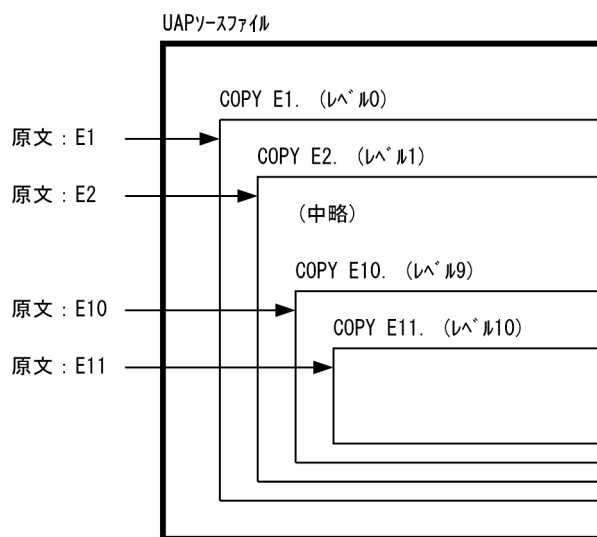 UAPｿｰｽﾌｧｲﾙ
COPY E1. (ﾚﾍﾞﾙ0)
原文：E1
COPY E2. (ﾚﾍﾞﾙ1)
原文：E2
(中略)
COPY E10. (ﾚﾍﾞﾙ9)
原文：E10
COPY E11. (ﾚﾍﾞﾙ10)
原文：E11